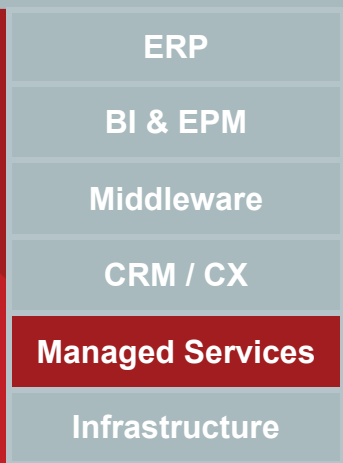 ERP
BI & EPM
Middleware
CRM / CX
Managed Services
Infrastructure